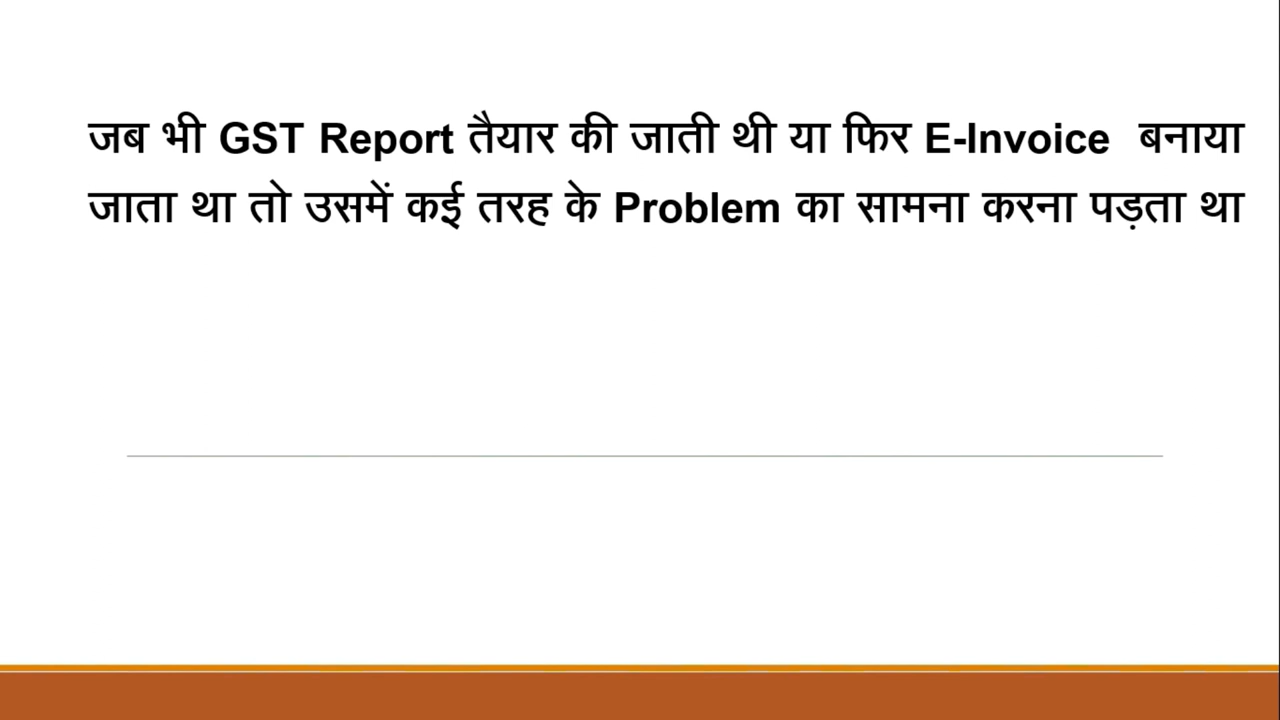 जब भी GST Report तैयार की जाती थी या फिर E-Invoice बनाया
जाता था तो उसमें कई तरह के Problem का सामना करना पड़ता था